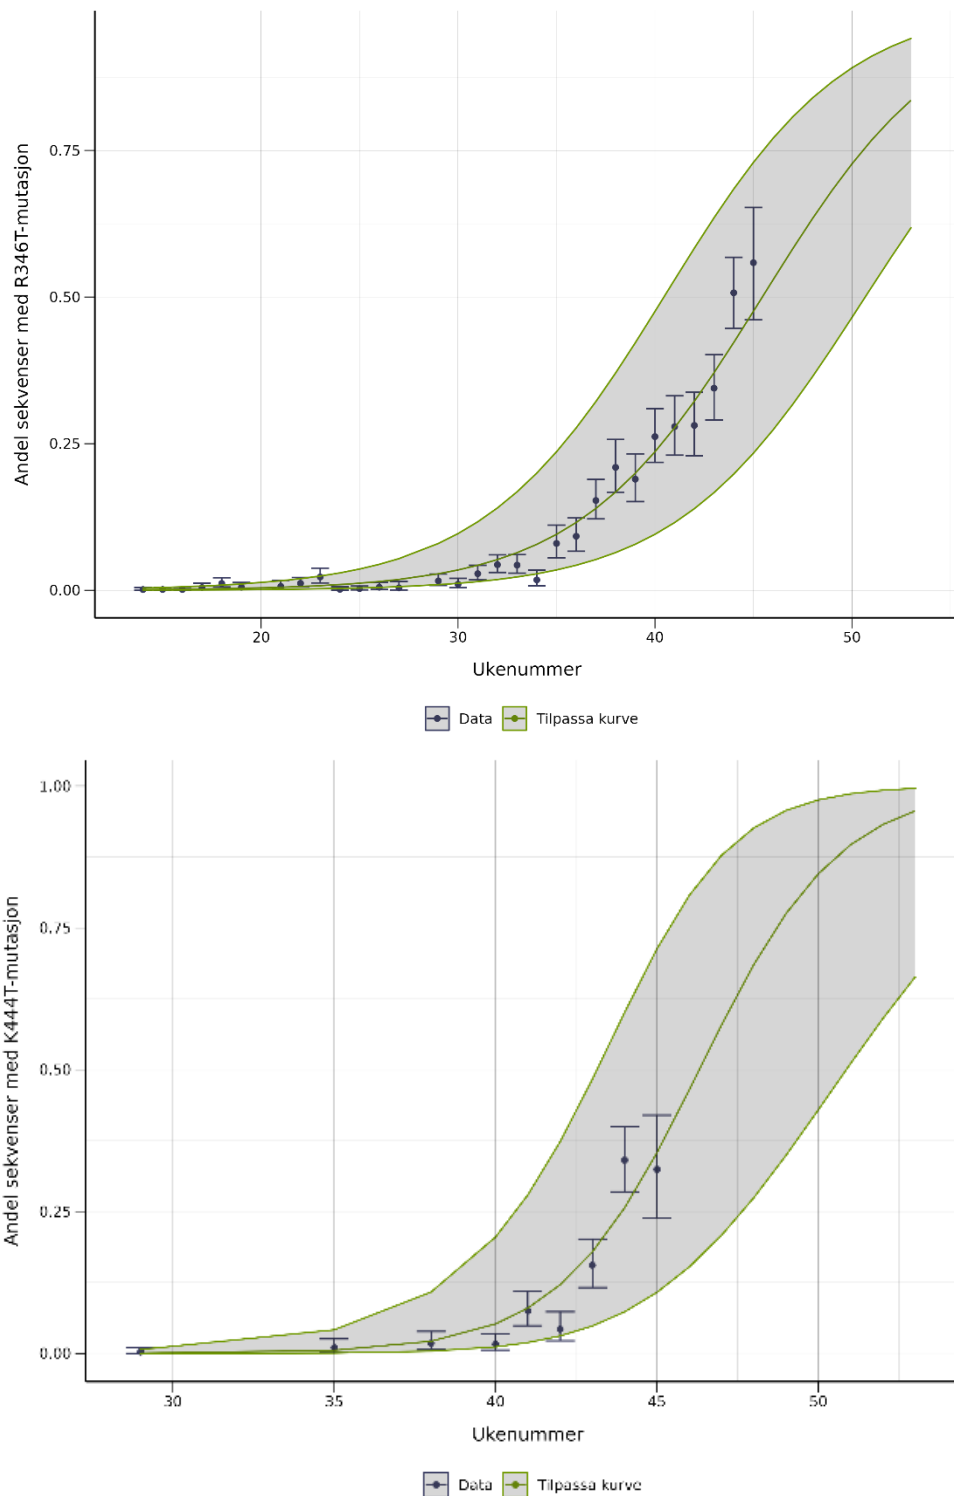 Andel sekvenser med R346T-mutasjon
0.75
0.50
0.25
0.00
20 30 40 50
Ukenummer
Data Tilpassa kurve
Andel sekvenser med K444T-mutasjon
1.00
0.75
0.50
0.25
0.00
30 35 40 45 50
Ukenummer
Data Tilpassa kurve